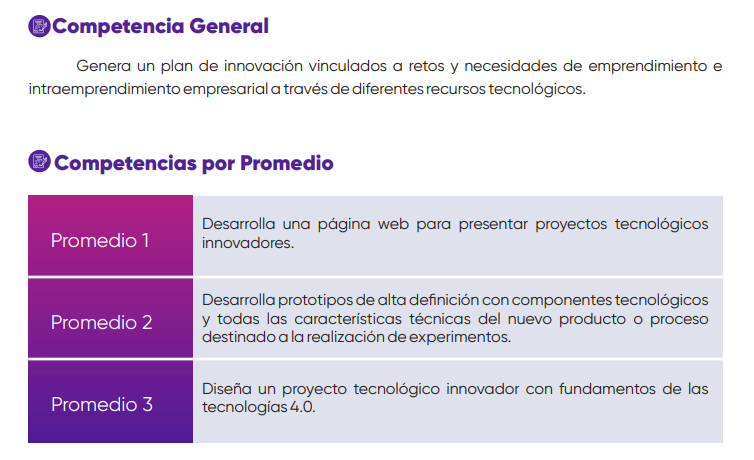 Competencia General
Genera un plan de innovación vinculados a retos y necesidades de emprendimiento e
intraemprendimiento empresarial a través de diferentes recursos tecnológicos.
Competencias por Promedio
Promedio 1
Desarrolla una página web para presentar proyectos tecnológicos
innovadores.
Promedio 2
Desarrolla prototipos de alta definición con componentes tecnológicos
y todas las características técnicas del nuevo producto o proceso
destinado a la realización de experimentos.
Promedio 3
Diseña un proyecto tecnológico innovador con fundamentos de las
tecnologías 4.0.